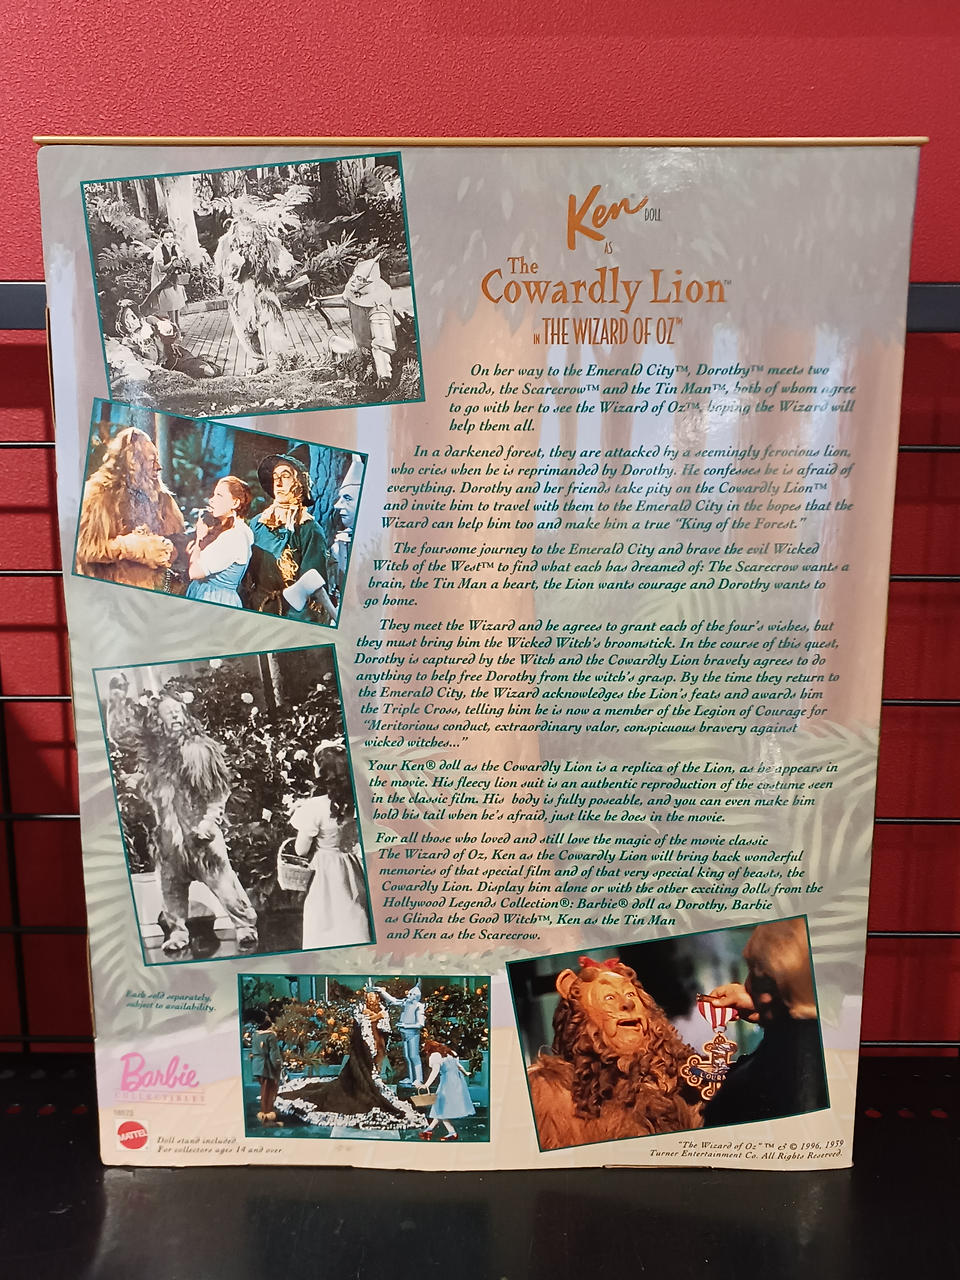 Ken® DOLL
AS
The
Cowardly Lion™
IN THE WIZARD OF OZ™
On her way to the Emerald City™, Dorothy™ meets two
friends, the Scarecrow™ and the Tin Man™, both of whom agree
to go with her to see the Wizard of Oz™, hoping the Wizard will
help them all.
In a darkened forest, they are attacked by a seemingly ferocious lion,
who cries when he is reprimanded by Dorothy. He confesses he is afraid of
everything. Dorothy and her friends take pity on the Cowardly Lion™
and invite him to travel with them to the Emerald City in the hopes that the
Wizard can help him too and make him a true "King of the Forest."
The foursome journey to the Emerald City and brave the evil Wicked
Witch of the West™ to find what each has dreamed of: The Scarecrow wants a
brain, the Tin Man a heart, the Lion wants courage and Dorothy wants to
go home.
They meet the Wizard and he agrees to grant each of the four's wishes, but
they must bring him the Wicked Witch's broomstick. In the course of this quest,
Dorothy is captured by the Witch and the Cowardly Lion bravely agrees to do
anything to help free Dorothy from the witch's grasp. By the time they return to
the Emerald City, the Wizard acknowledges the Lion's feats and awards him
the Triple Cross, telling him he is now a member of the Legion of Courage for
"Meritorious conduct, extraordinary valor, conspicuous bravery against
wicked witches..."
Your Ken® doll as the Cowardly Lion is a replica of the Lion, as he appears in
the movie. His fleecy lion suit is an authentic reproduction of the costume seen
in the classic film. His body is fully poseable, and you can even make him
hold his tail when he's afraid, just like he does in the movie.
For all those who loved and still love the magic of the movie classic
The Wizard of Oz, Ken as the Cowardly Lion will bring back wonderful
memories of that special film and of that very special king of beasts, the
Cowardly Lion. Display him alone or with the other exciting dolls from the
Hollywood Legends Collection®: Barbie® doll as Dorothy, Barbie
as Glinda the Good Witch™, Ken as the Tin Man
and Ken as the Scarecrow.
Each sold separately,
subject to availability.
Barbie
COLLECTIBLES
16573
MATTEL
Doll stand included.
For collectors ages 14 and over.
COURA
"The Wizard of Oz" ™ & © 1996, 1939
Turner Entertainment Co. All Rights Reserved.